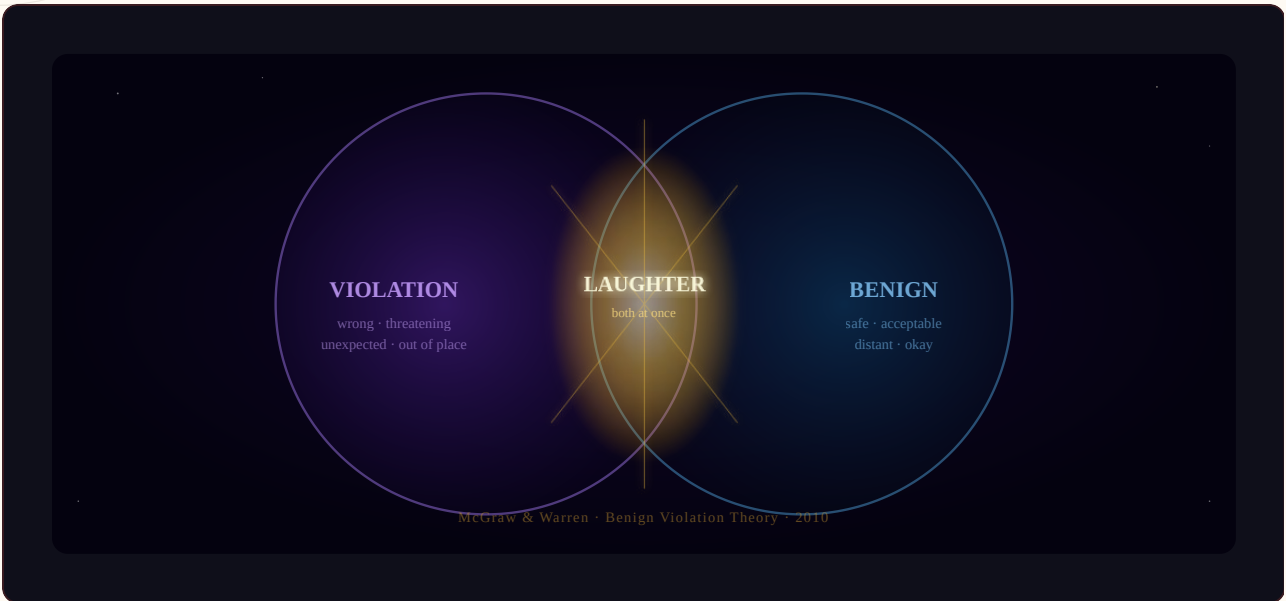 VIOLATION
wrong · threatening
unexpected · out of place
LAUGHTER
both at once
BENIGN
safe · acceptable
distant · okay
McGraw & Warren · Benign Violation Theory · 2010